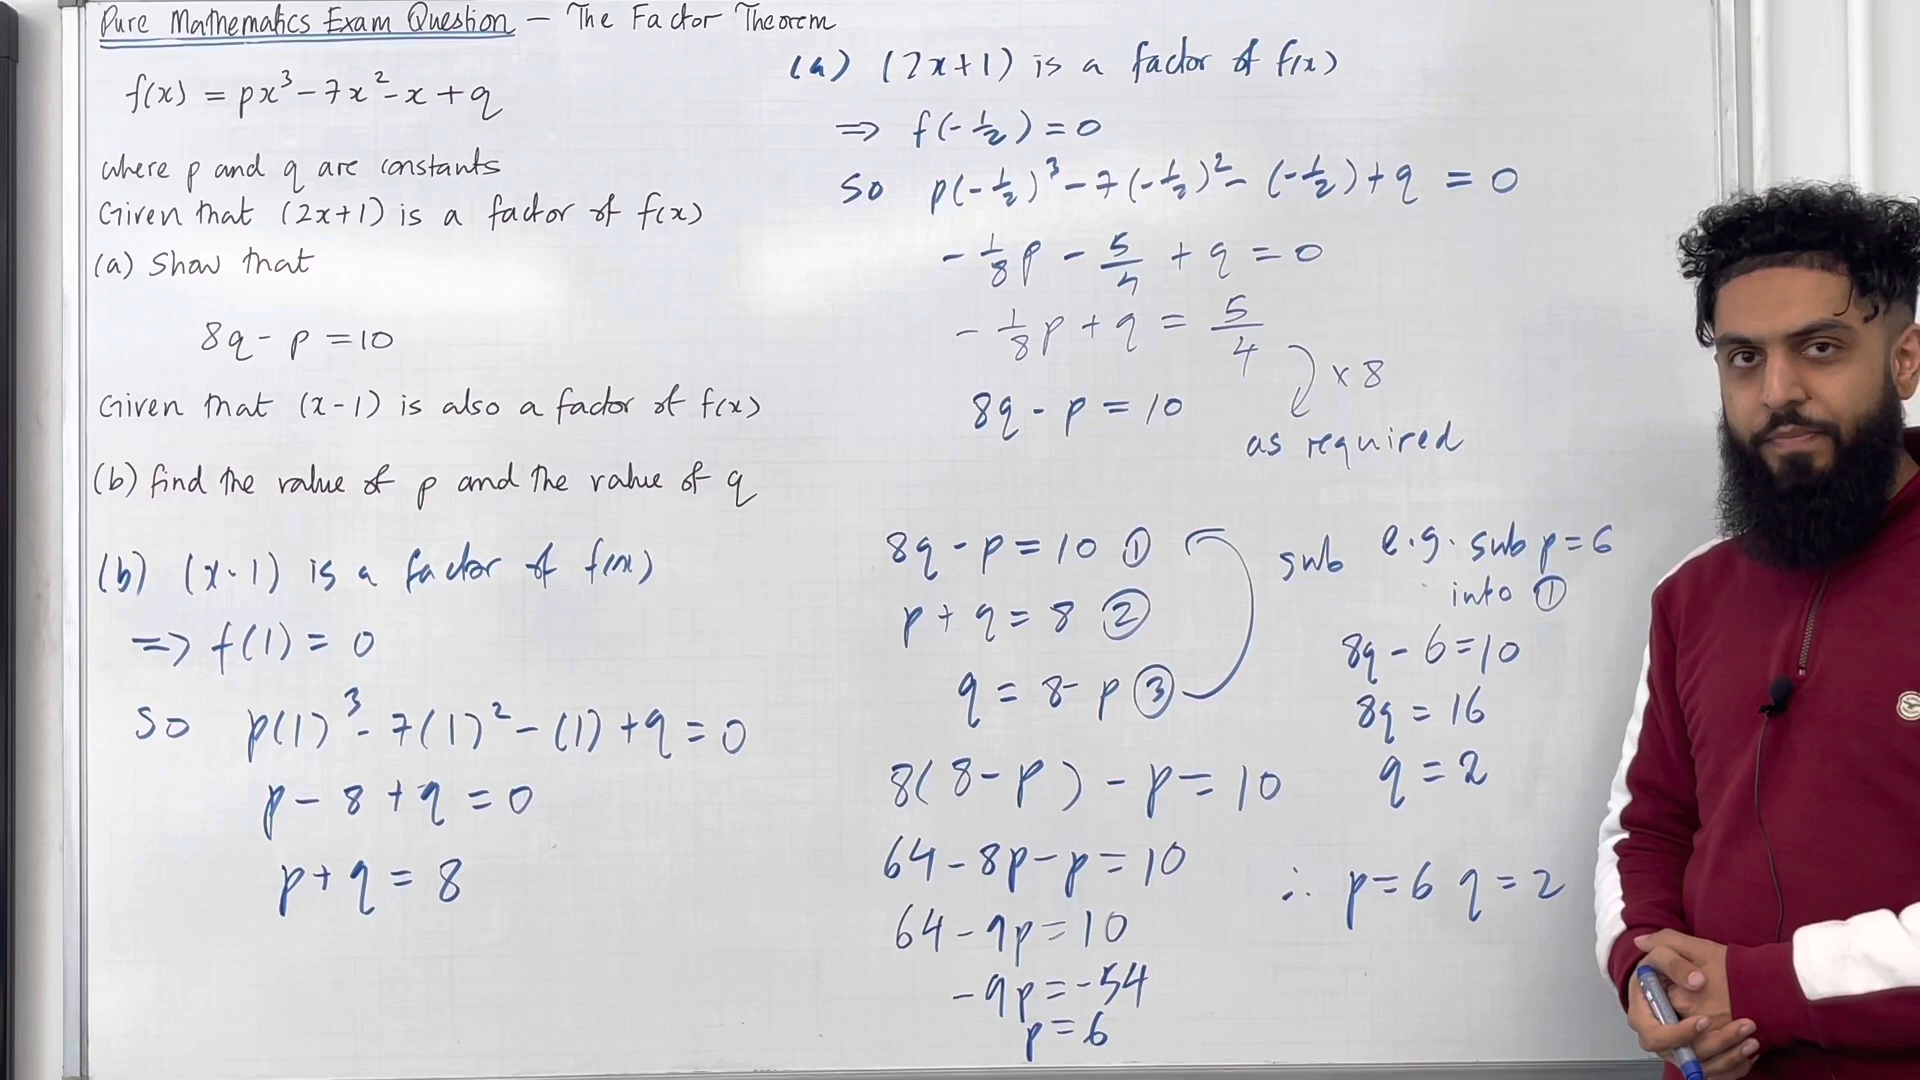 Pure Mathematics Exam Question – The Factor Theorem
f(x) = px³ – 7x² – x + q
where p and q are constants
Given that (2x+1) is a factor of f(x)
(a) Show that
8q – p = 10
Given that (x-1) is also a factor of f(x)
(b) find the value of p and the value of q
(a) (2x+1) is a factor of f(x)
⇒ f(-½) = 0
So p(-½)³ – 7(-½)² – (-½) + q = 0
-⅛p – 5/4 + q = 0
-⅛p + q = 5/4
× 8
8q – p = 10
as required
(b) (x-1) is a factor of f(x)
⇒ f(1) = 0
So p(1)³ – 7(1)² – (1) + q = 0
p – 8 + q = 0
p + q = 8
8q – p = 10 ①
p + q = 8 ②
q = 8 – p ③
sub
8(8 – p) – p = 10
64 – 8p – p = 10
64 – 9p = 10
-9p = -54
p = 6
e.g. sub p = 6
into ①
8q – 6 = 10
8q = 16
q = 2
∴ p = 6 q = 2